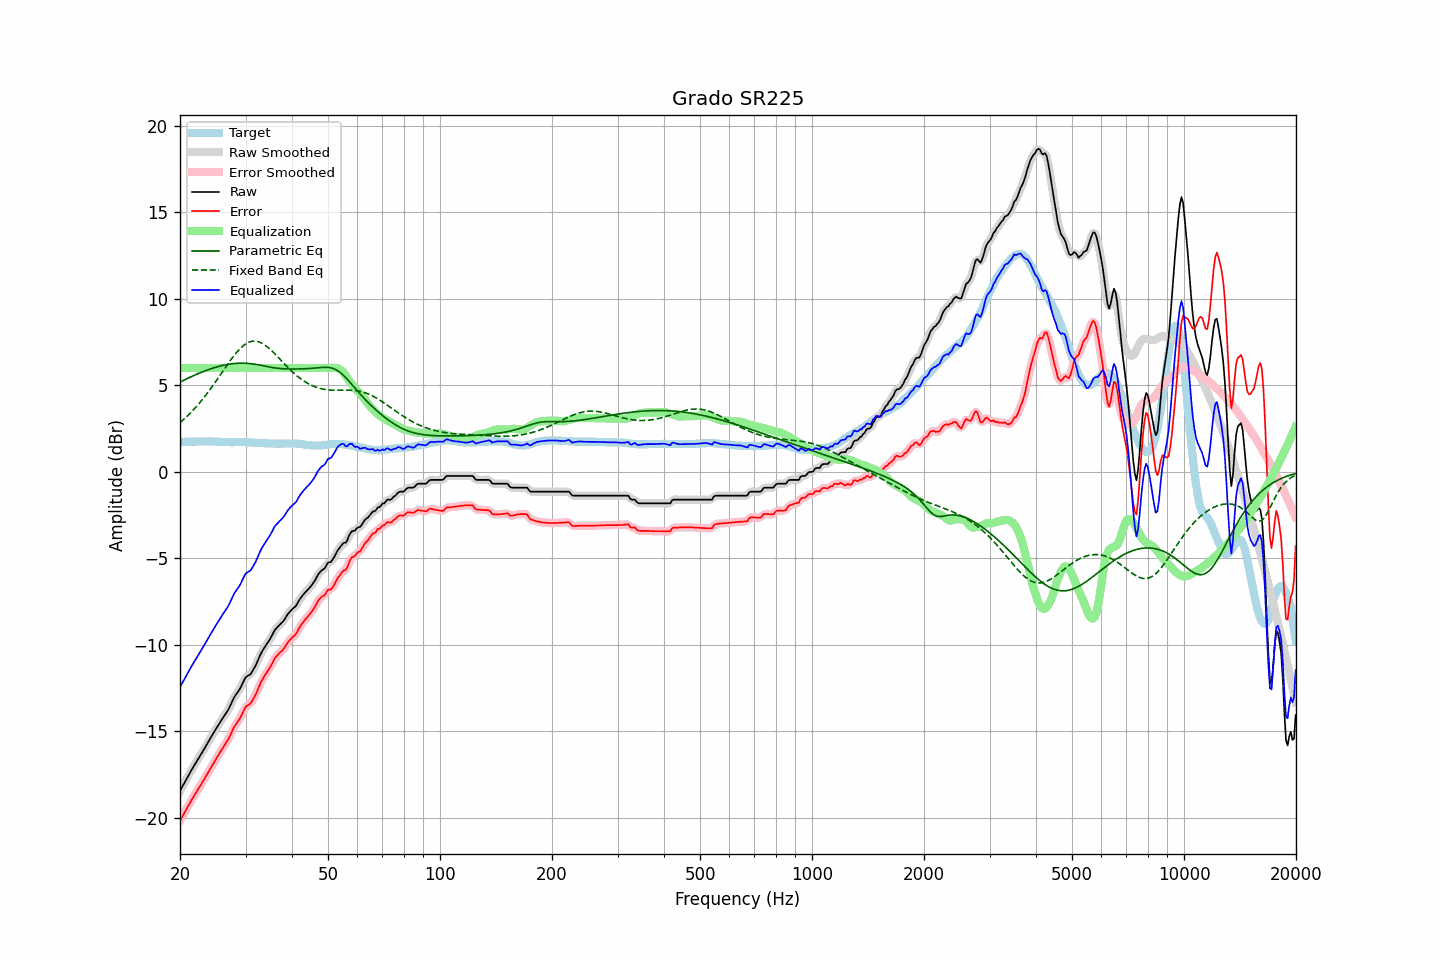 Grado SR225
Target
Raw Smoothed
Error Smoothed
Raw
Error
Equalization
Parametric Eq
Fixed Band Eq
Equalized
Amplitude (dBr)
20
15
10
5
0
−5
−10
−15
−20
20 50 100 200 500 1000 2000 5000 10000 20000
Frequency (Hz)